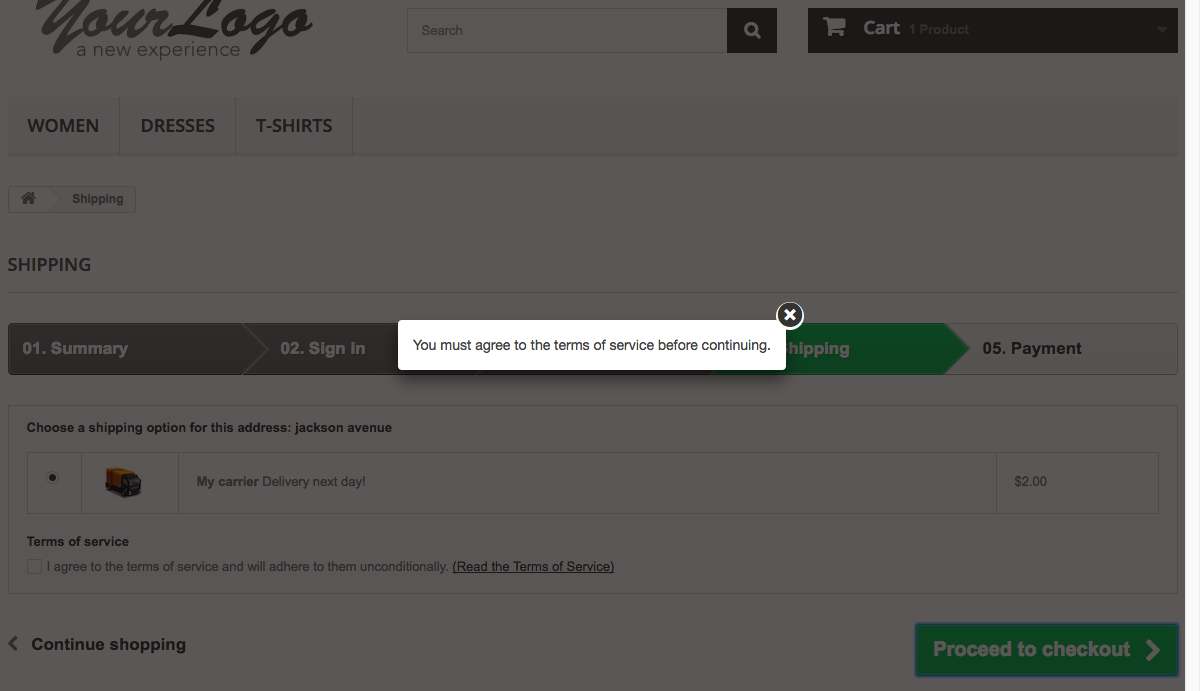 YourLogo
a new experience
Search
Cart 1 Product
WOMEN DRESSES T-SHIRTS
Shipping
SHIPPING
01. Summary 02. Sign in Shipping 05. Payment
You must agree to the terms of service before continuing.
Choose a shipping option for this address: jackson avenue
My carrier Delivery next day! $2.00
Terms of service
I agree to the terms of service and will adhere to them unconditionally. (Read the Terms of Service)
Continue shopping
Proceed to checkout